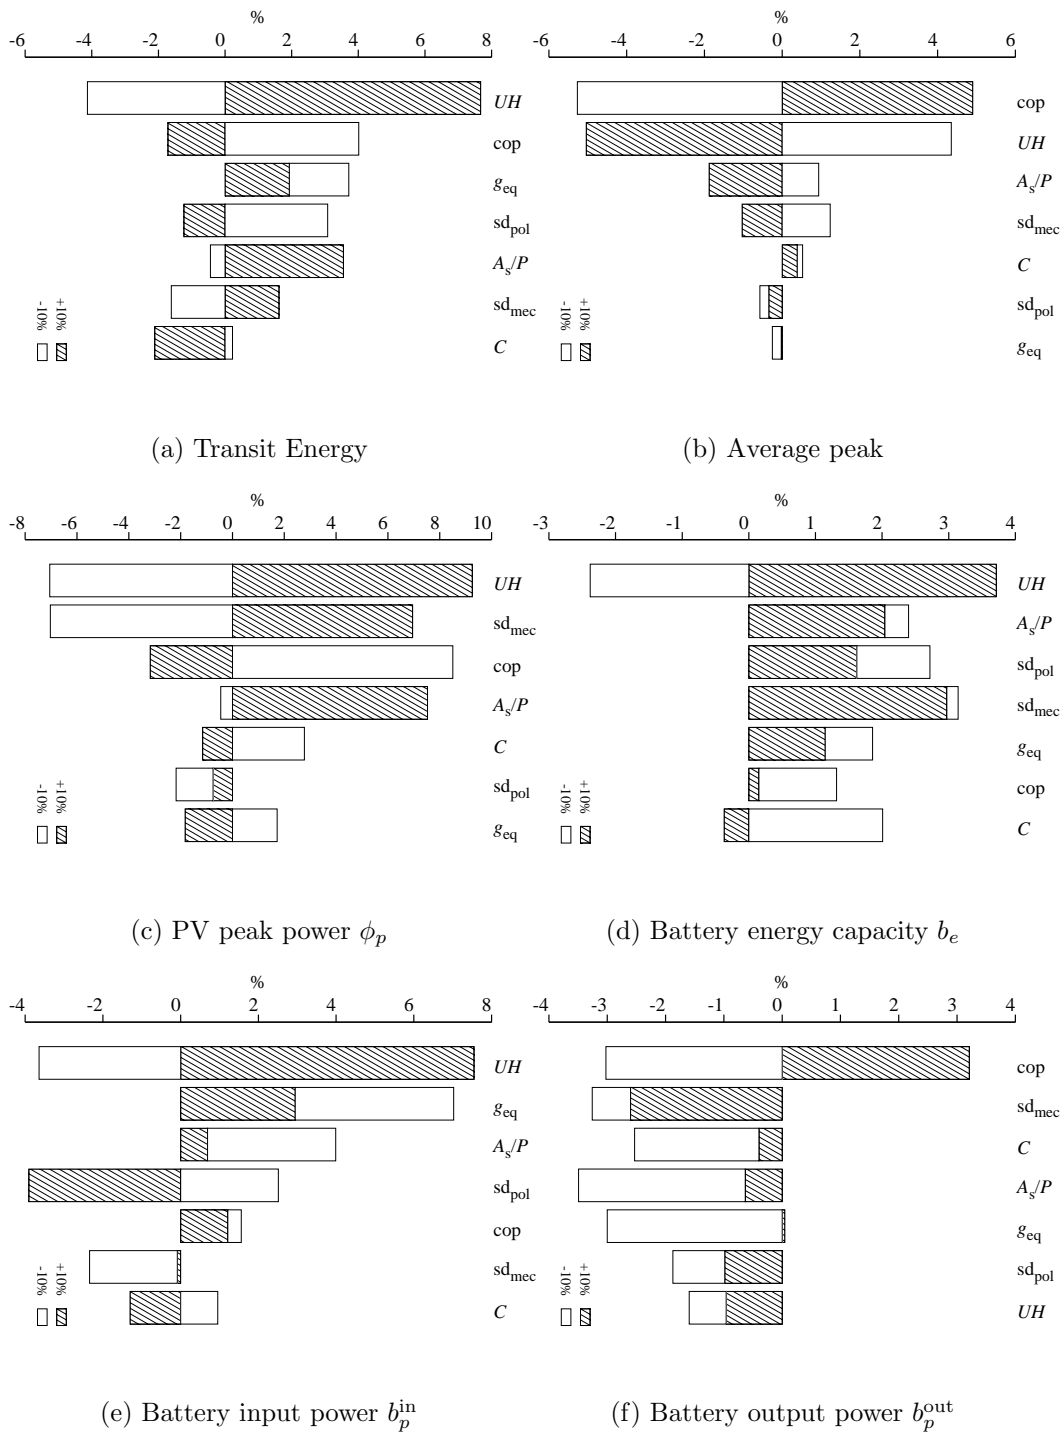 %
-6 -4 -2 0 2 4 6 8
UH
cop
g_eq
sd_pol
A_s/P
sd_mec
C
-10%
+10%
(a) Transit Energy
%
-6 -4 -2 0 2 4 6
cop
UH
A_s/P
sd_mec
C
sd_pol
g_eq
-10%
+10%
(b) Average peak
%
-8 -6 -4 -2 0 2 4 6 8 10
UH
sd_mec
cop
A_s/P
C
sd_pol
g_eq
-10%
+10%
(c) PV peak power ϕ_p
%
-3 -2 -1 0 1 2 3 4
UH
A_s/P
sd_pol
sd_mec
g_eq
cop
C
-10%
+10%
(d) Battery energy capacity b_e
%
-4 -2 0 2 4 6 8
UH
g_eq
A_s/P
sd_pol
cop
sd_mec
C
-10%
+10%
(e) Battery input power b_p^in
%
-4 -3 -2 -1 0 1 2 3 4
cop
sd_mec
C
A_s/P
g_eq
sd_pol
UH
-10%
+10%
(f) Battery output power b_p^out